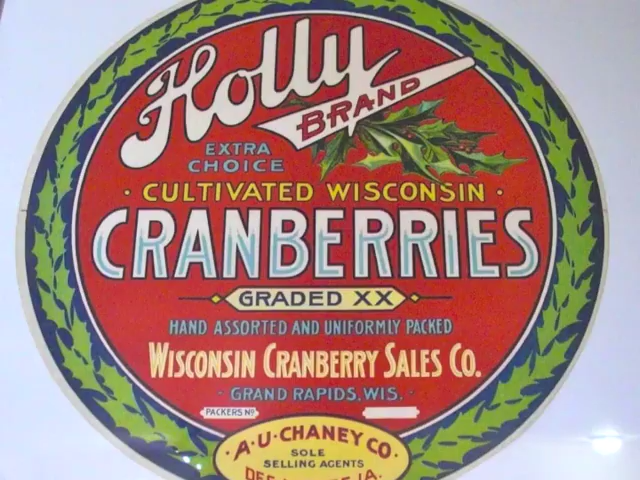 Holly
BRAND
EXTRA
CHOICE
· CULTIVATED WISCONSIN ·
CRANBERRIES
GRADED XX
HAND ASSORTED AND UNIFORMLY PACKED
WISCONSIN CRANBERRY SALES CO.
· GRAND RAPIDS, WIS. ·
PACKERS NO
· A·U·CHANEY CO ·
SOLE
SELLING AGENTS
IA.